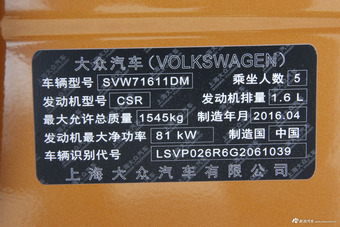 大众汽车(VOLKSWAGEN)
车辆型号 SVW71611DM 乘坐人数 5
发动机型号 CSR 发动机排量 1.6 L
最大允许总质量 1545kg 制造年月 2016.04
发动机最大净功率 81 kW 制造国 中国
车辆识别代号 LSVP026R6G2061039
上海大众汽车有限公司